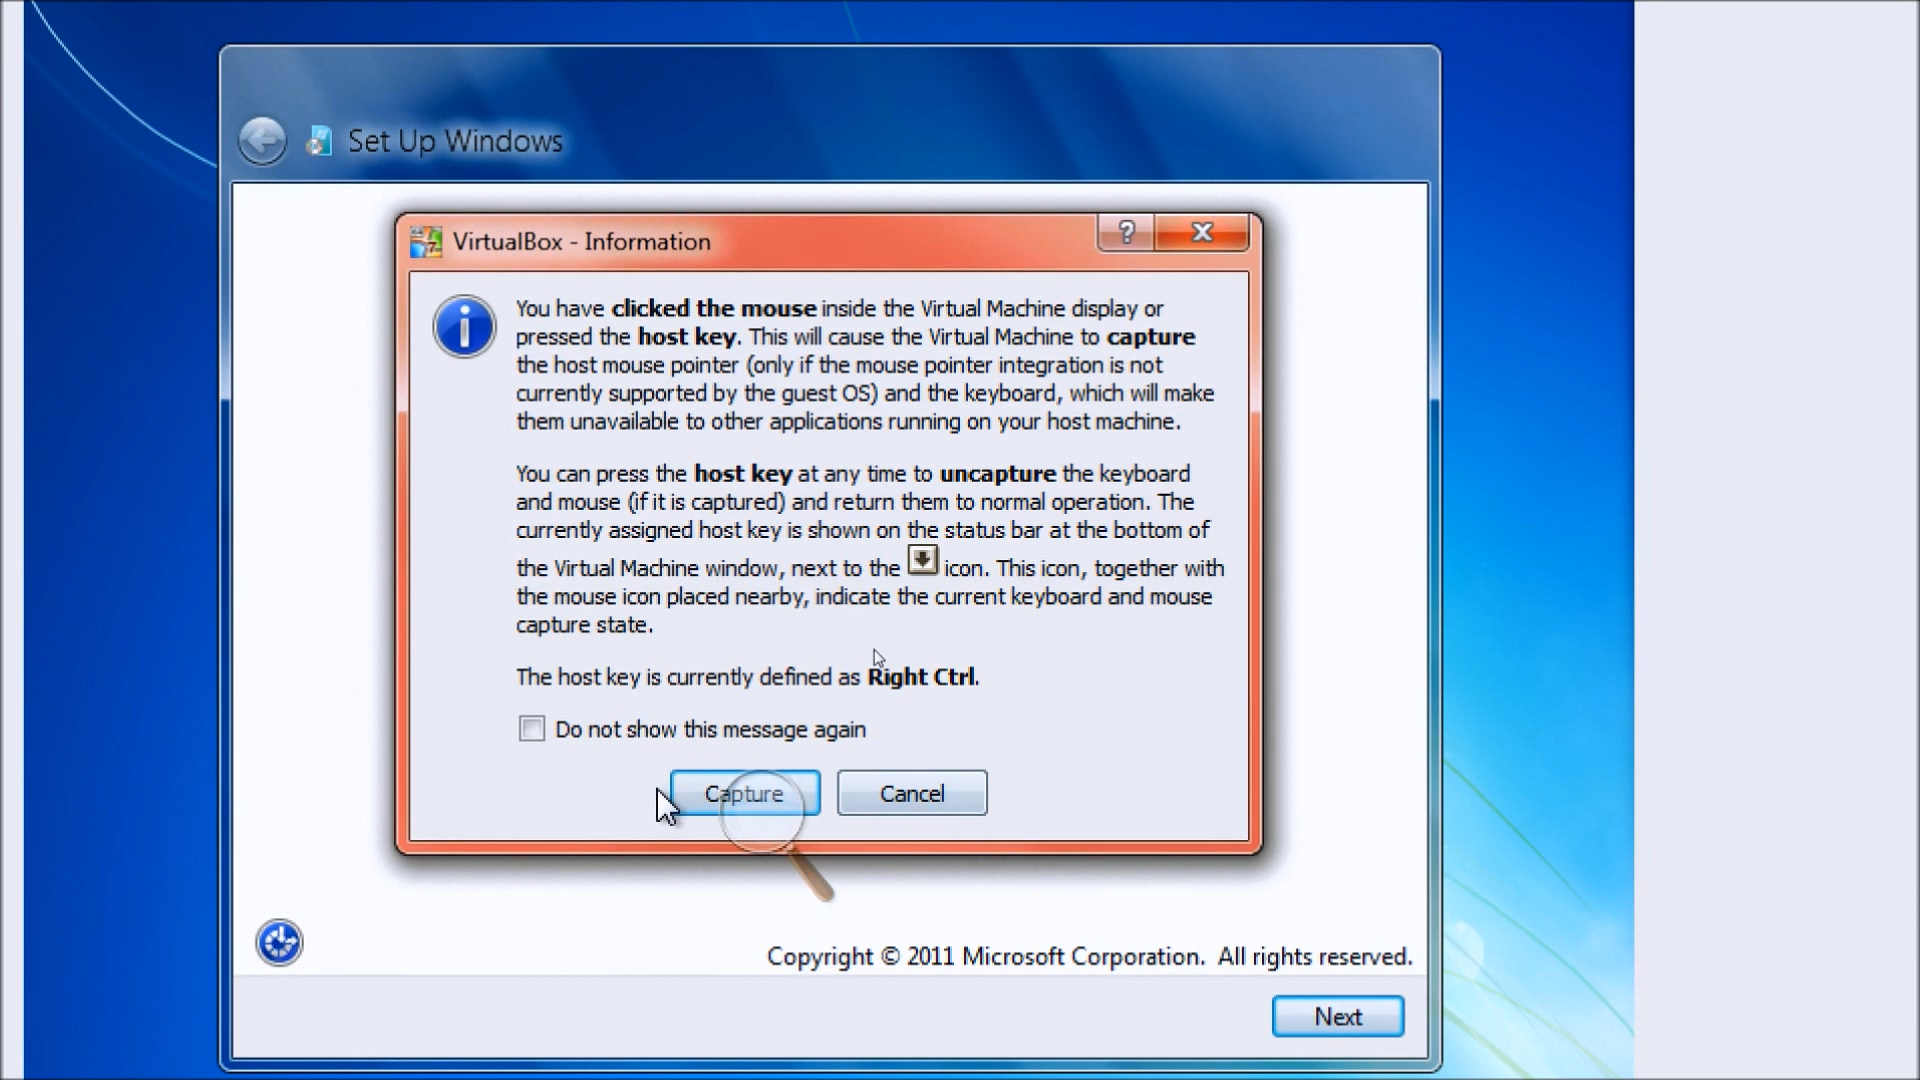 Set Up Windows
VirtualBox - Information
You have clicked the mouse inside the Virtual Machine display or
pressed the host key. This will cause the Virtual Machine to capture
the host mouse pointer (only if the mouse pointer integration is not
currently supported by the guest OS) and the keyboard, which will make
them unavailable to other applications running on your host machine.
You can press the host key at any time to uncapture the keyboard
and mouse (if it is captured) and return them to normal operation. The
currently assigned host key is shown on the status bar at the bottom of
the Virtual Machine window, next to the icon. This icon, together with
the mouse icon placed nearby, indicate the current keyboard and mouse
capture state.
The host key is currently defined as Right Ctrl.
Do not show this message again
Capture Cancel
Copyright © 2011 Microsoft Corporation. All rights reserved.
Next